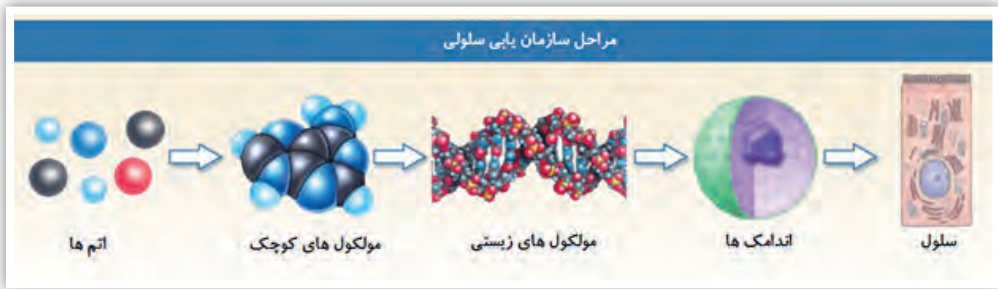 مراحل سازمان یابی سلولی
اتم ها
مولکول های کوچک
مولکول های زیستی
اندامک ها
سلول